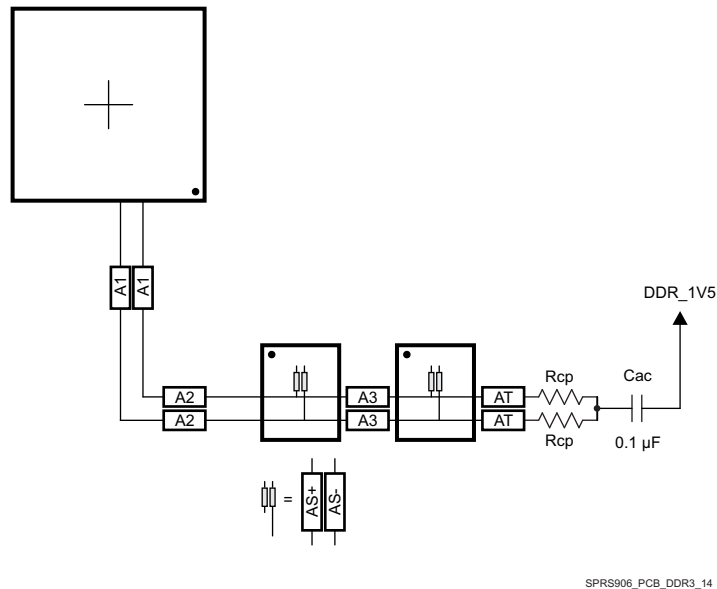 A1 A1
DDR_1V5
Rcp Cac
A2 A3 AT
A2 A3 AT
Rcp 0.1 µF
= AS+ AS-
SPRS906_PCB_DDR3_14